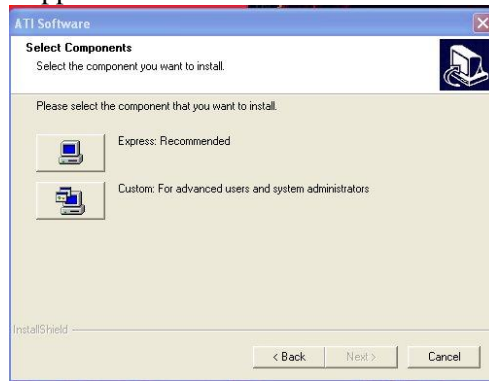 ATI Software
Select Components
Select the component you want to install.
Please select the component that you want to install.
Express: Recommended
Custom: For advanced users and system administrators
InstallShield
< Back Next > Cancel